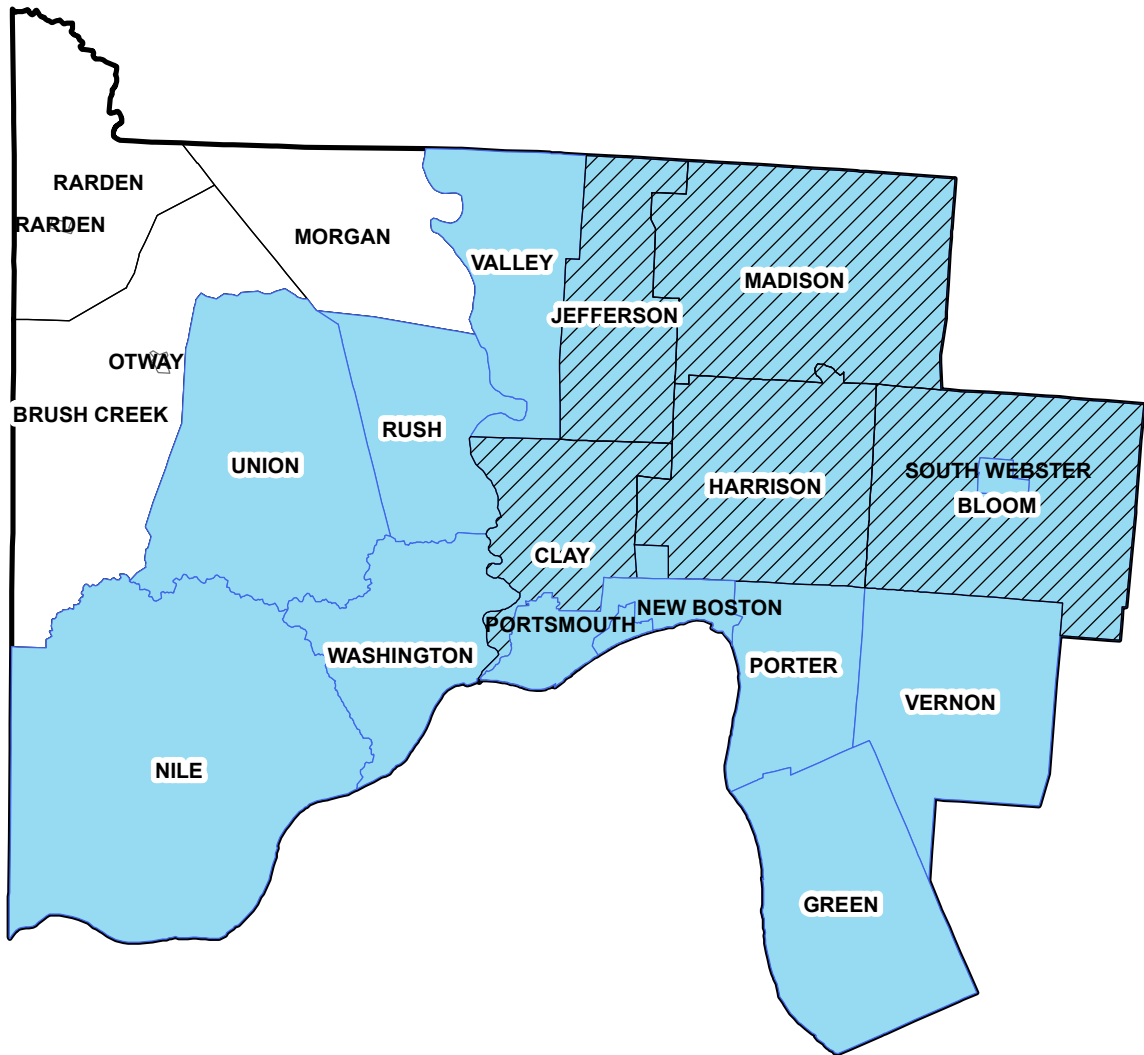 RARDEN
RARDEN
MORGAN
VALLEY
MADISON
JEFFERSON
OTWAY
BRUSH CREEK
RUSH
UNION
SOUTH WEBSTER
HARRISON
BLOOM
CLAY
NEW BOSTON
PORTSMOUTH
WASHINGTON
PORTER
VERNON
NILE
GREEN